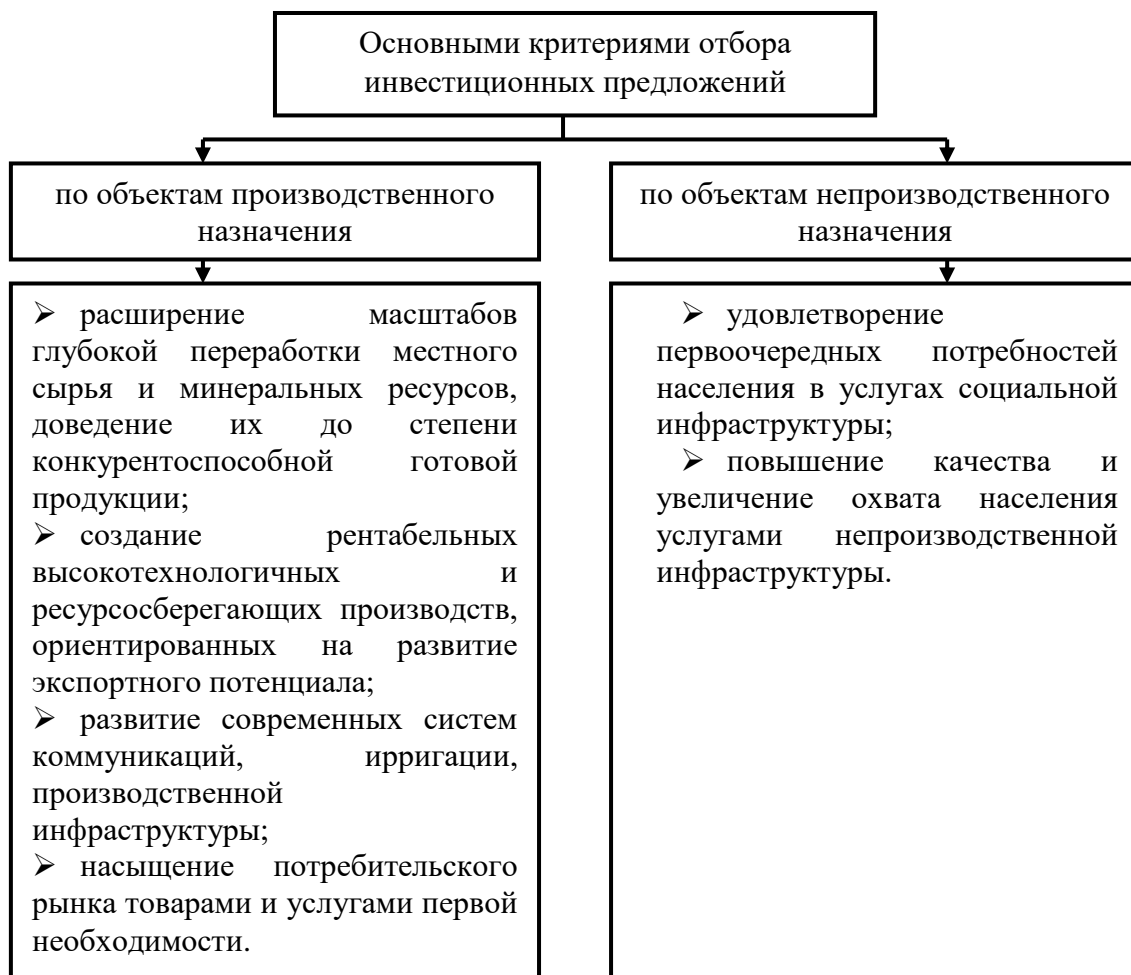 Основными критериями отбора
инвестиционных предложений
по объектам производственного
назначения
по объектам непроизводственного
назначения
➢ расширение масштабов
глубокой переработки местного
сырья и минеральных ресурсов,
доведение их до степени
конкурентоспособной готовой
продукции;
➢ создание рентабельных
высокотехнологичных и
ресурсосберегающих производств,
ориентированных на развитие
экспортного потенциала;
➢ развитие современных систем
коммуникаций, ирригации,
производственной
инфраструктуры;
➢ насыщение потребительского
рынка товарами и услугами первой
необходимости.
➢ удовлетворение
первоочередных потребностей
населения в услугах социальной
инфраструктуры;
➢ повышение качества и
увеличение охвата населения
услугами непроизводственной
инфраструктуры.